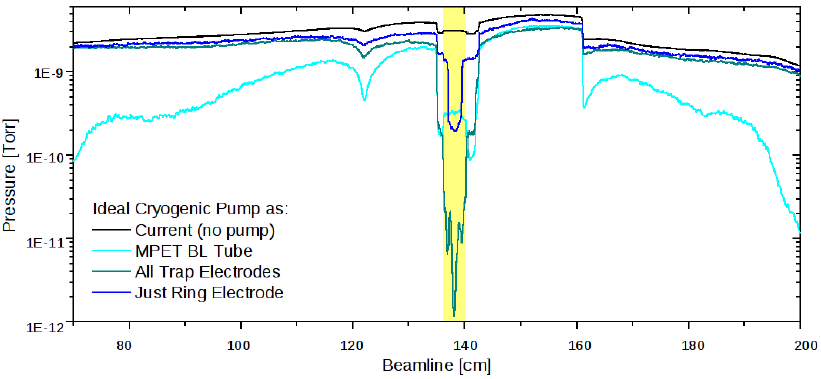 1E-9
1E-10
1E-11
1E-12
Pressure [Torr]
Ideal Cryogenic Pump as:
Current (no pump)
MPET BL Tube
All Trap Electrodes
Just Ring Electrode
80 100 120 140 160 180 200
Beamline [cm]